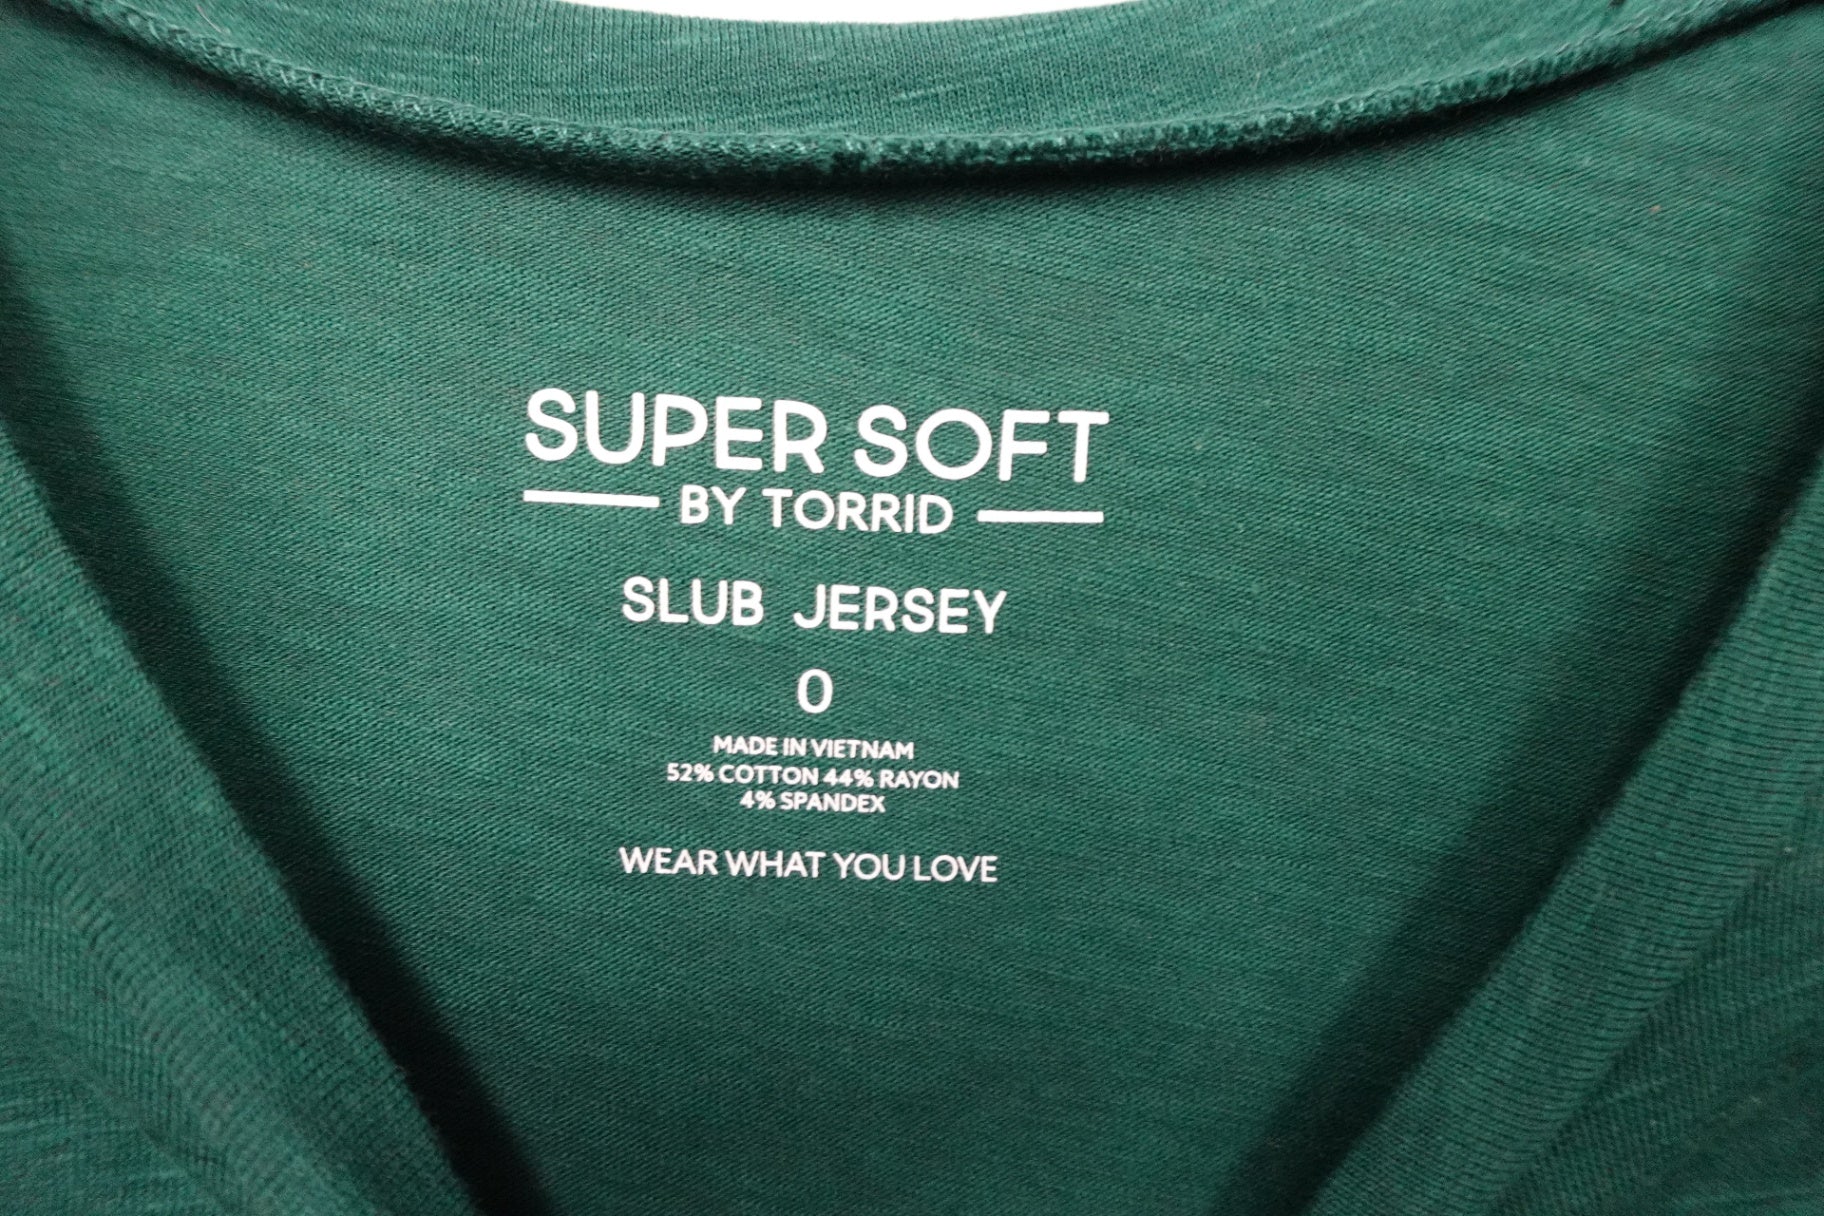 SUPER SOFT
BY TORRID
SLUB JERSEY
0
MADE IN VIETNAM
52% COTTON 44% RAYON
4% SPANDEX
WEAR WHAT YOU LOVE